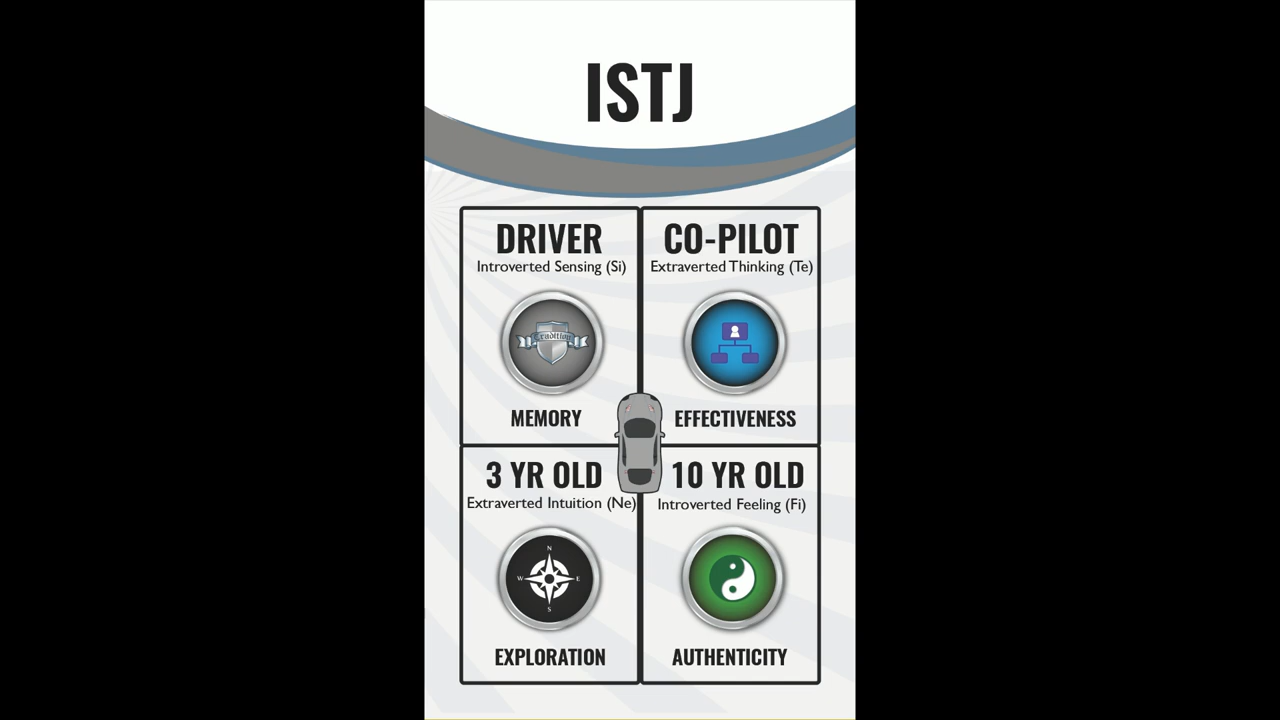 ISTJ
DRIVER
Introverted Sensing (Si)
Tradition
MEMORY
CO-PILOT
Extraverted Thinking (Te)
EFFECTIVENESS
3 YR OLD
Extraverted Intuition (Ne)
N
W E
S
EXPLORATION
10 YR OLD
Introverted Feeling (Fi)
AUTHENTICITY